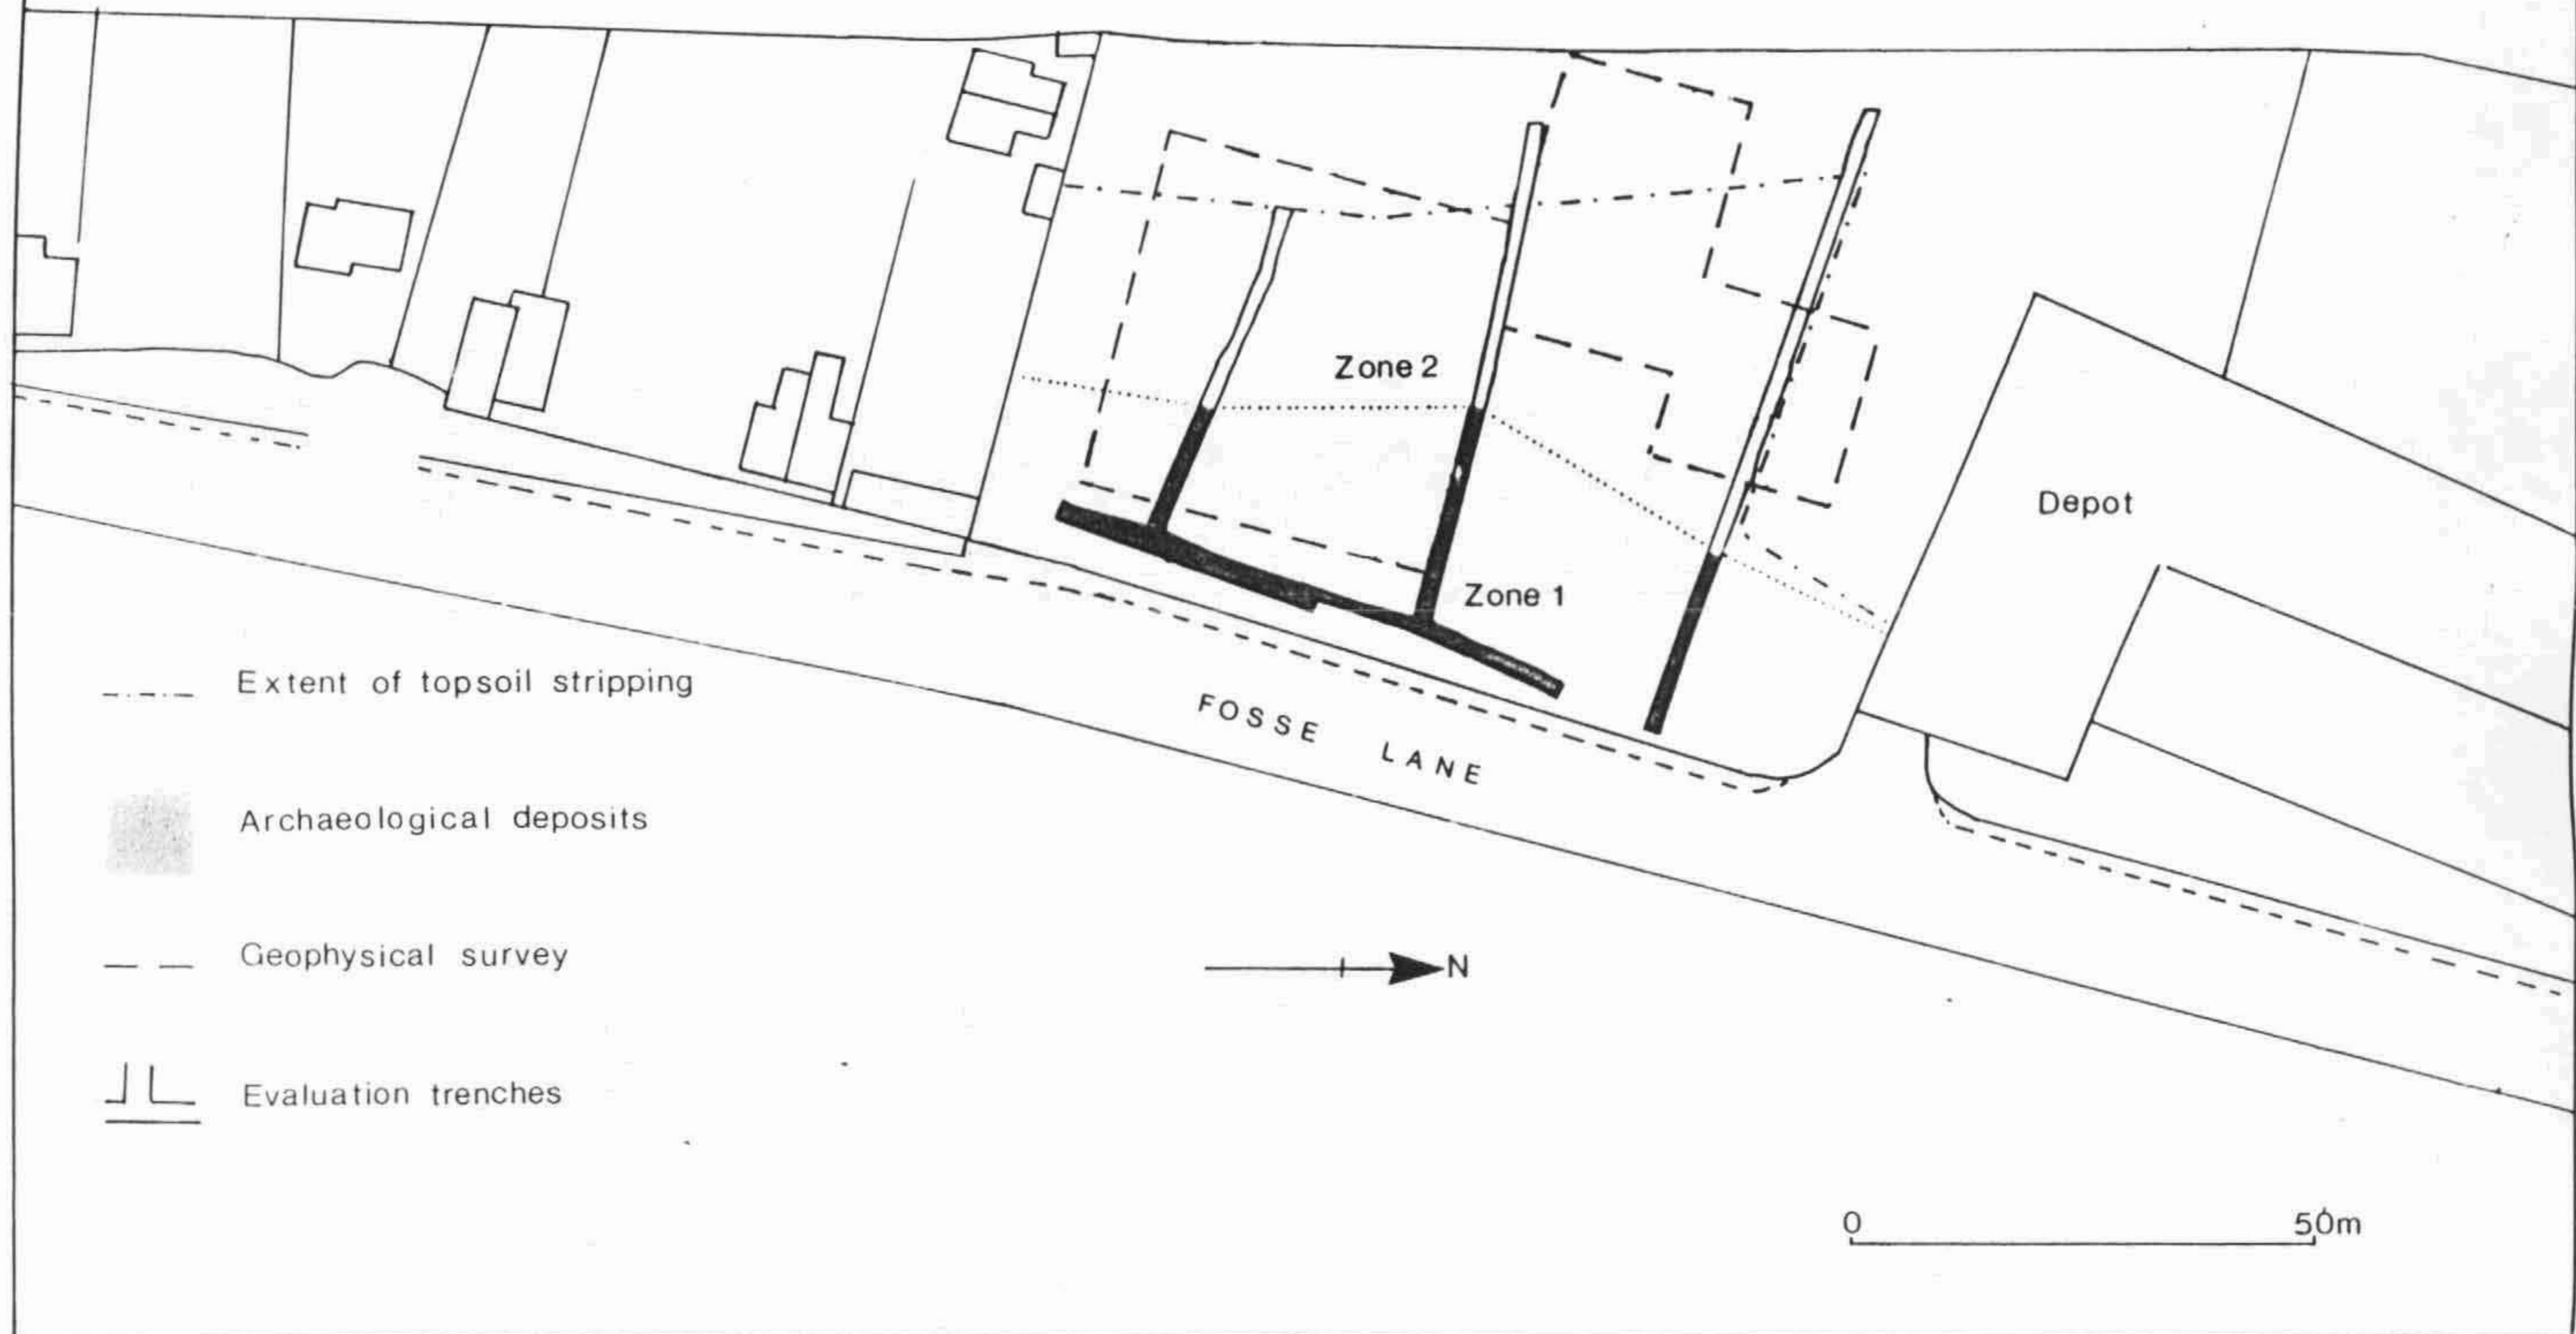 Zone 2
Depot
Zone 1
Extent of topsoil stripping
FOSSE LANE
Archaeological deposits
Geophysical survey
N
Evaluation trenches
0 50m